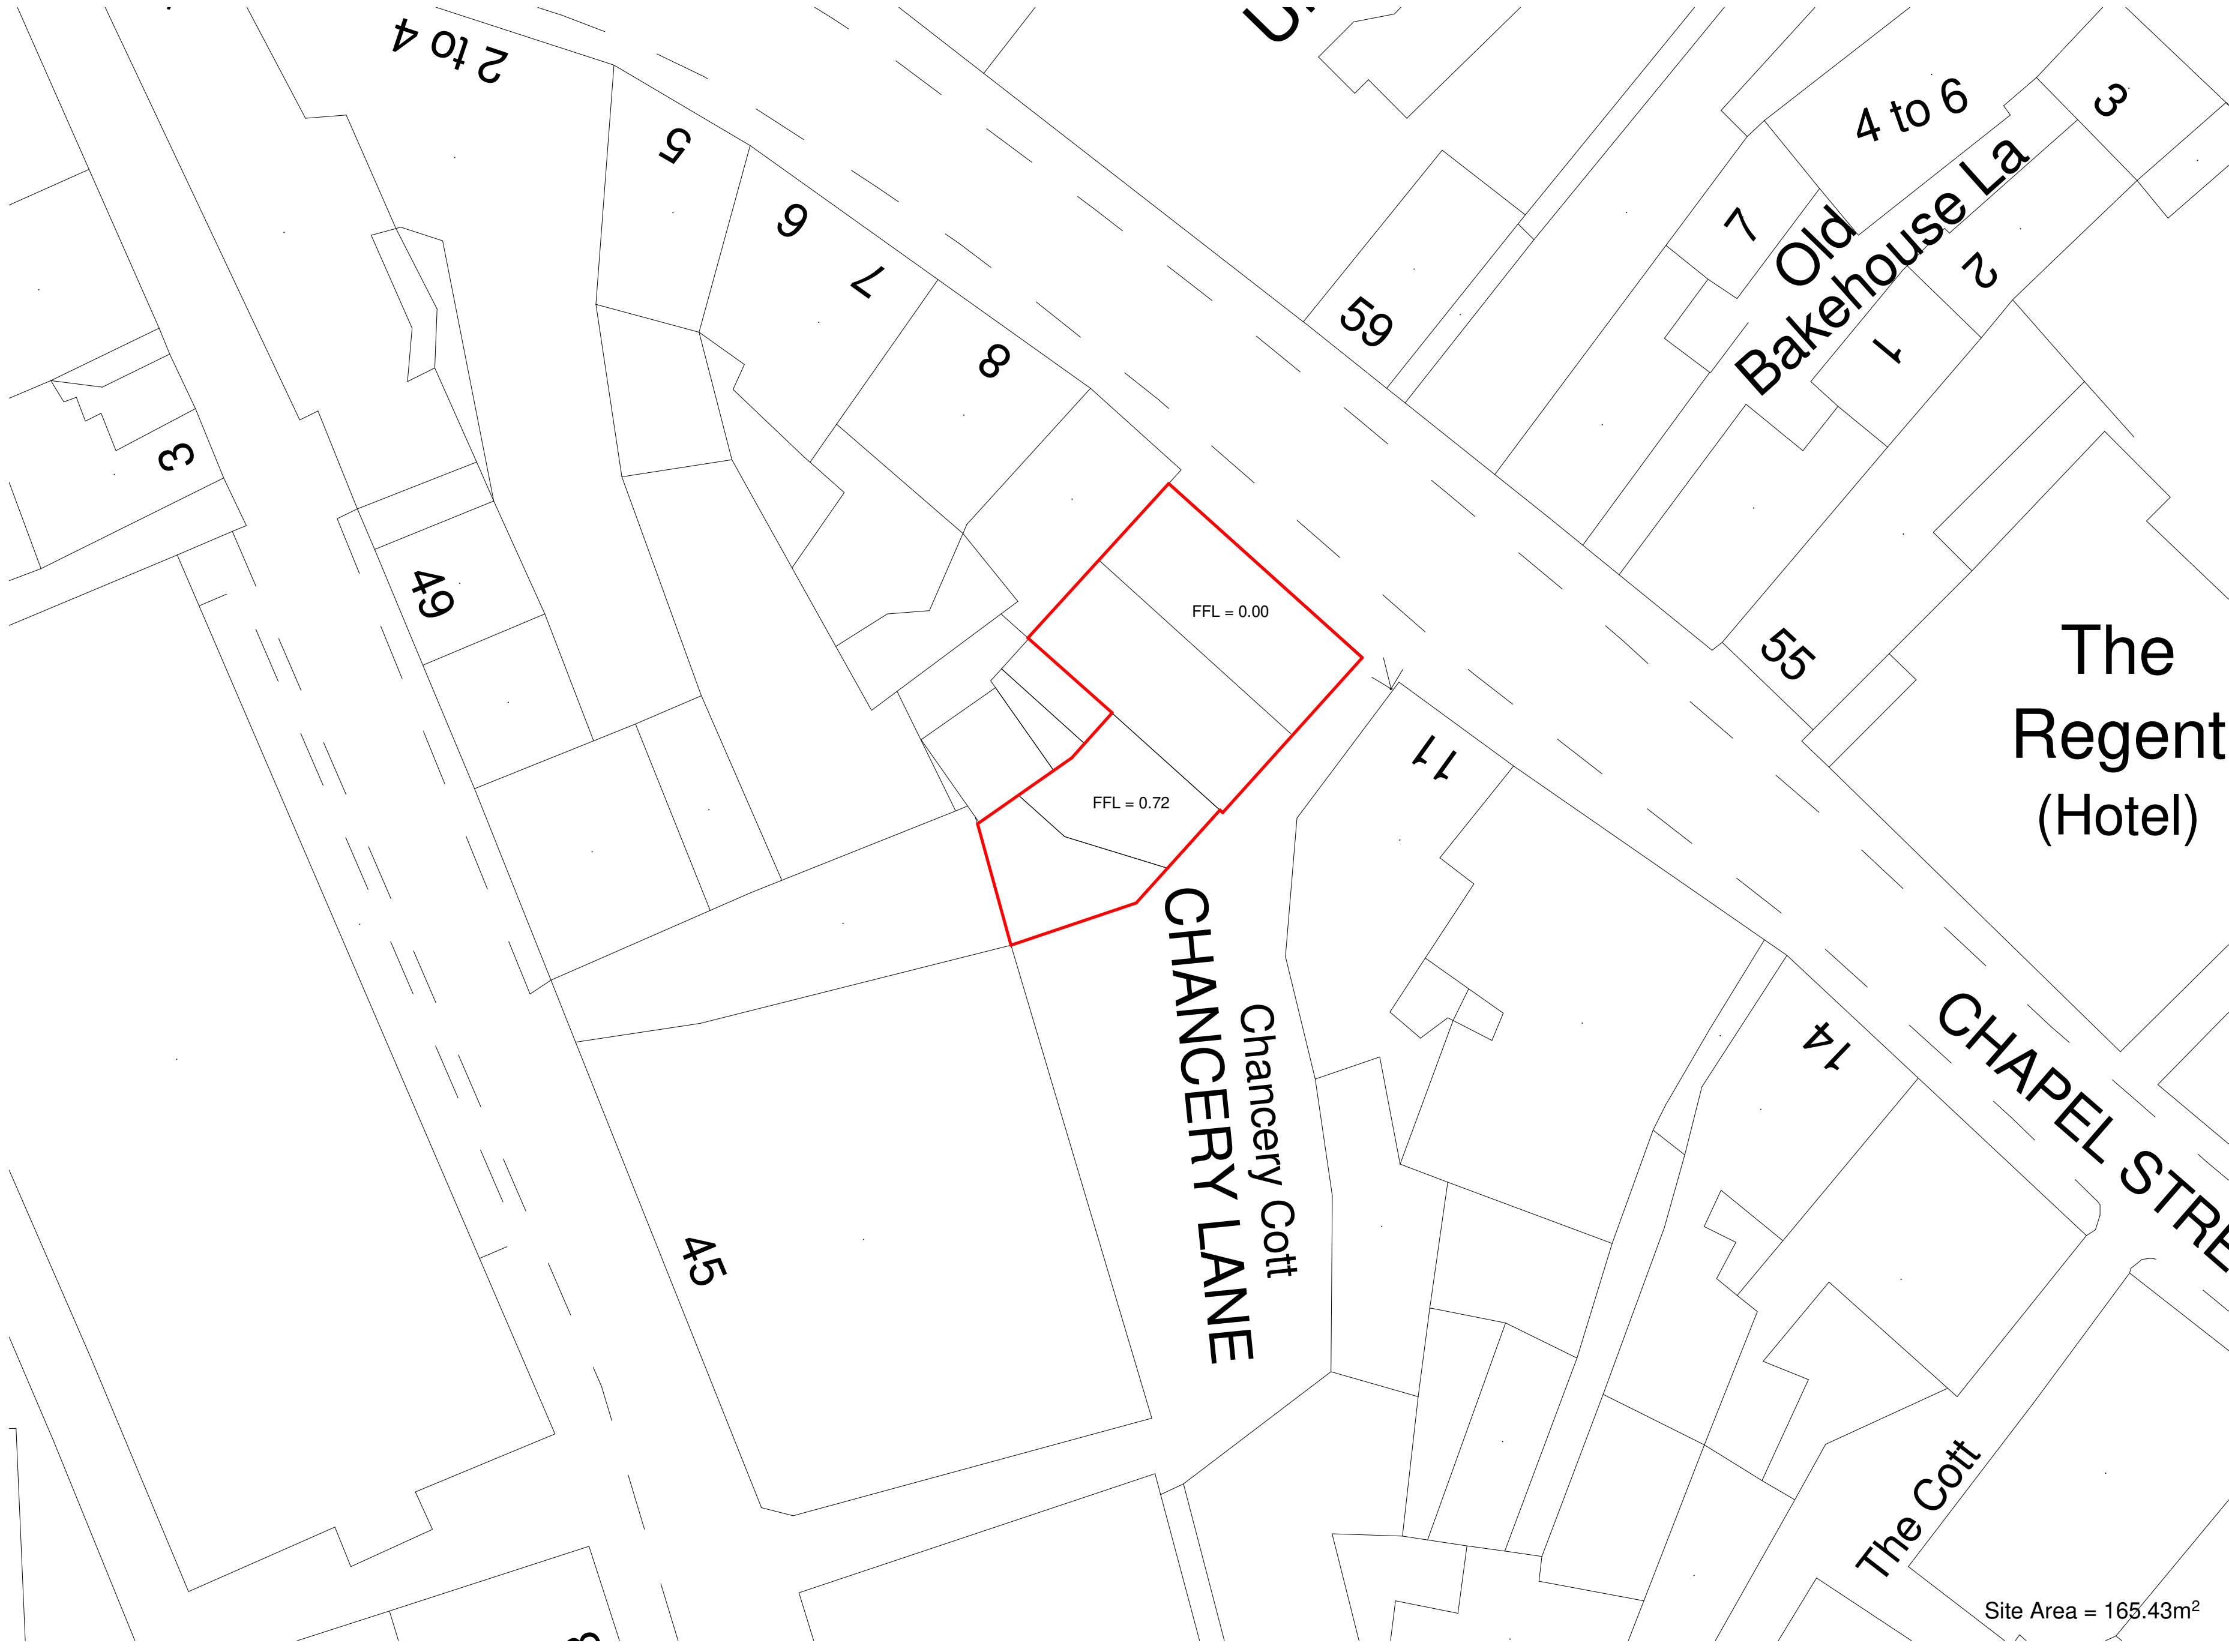 2 to 4
5
6
7
8
59
4 to 6
3
7
Old
Bakehouse La
2
1
3
49
FFL = 0.00
55
The
Regent
(Hotel)
11
FFL = 0.72
CHANCERY LANE
Chancery Cott
14
CHAPEL STRE
45
The Cott
Site Area = 165.43m²